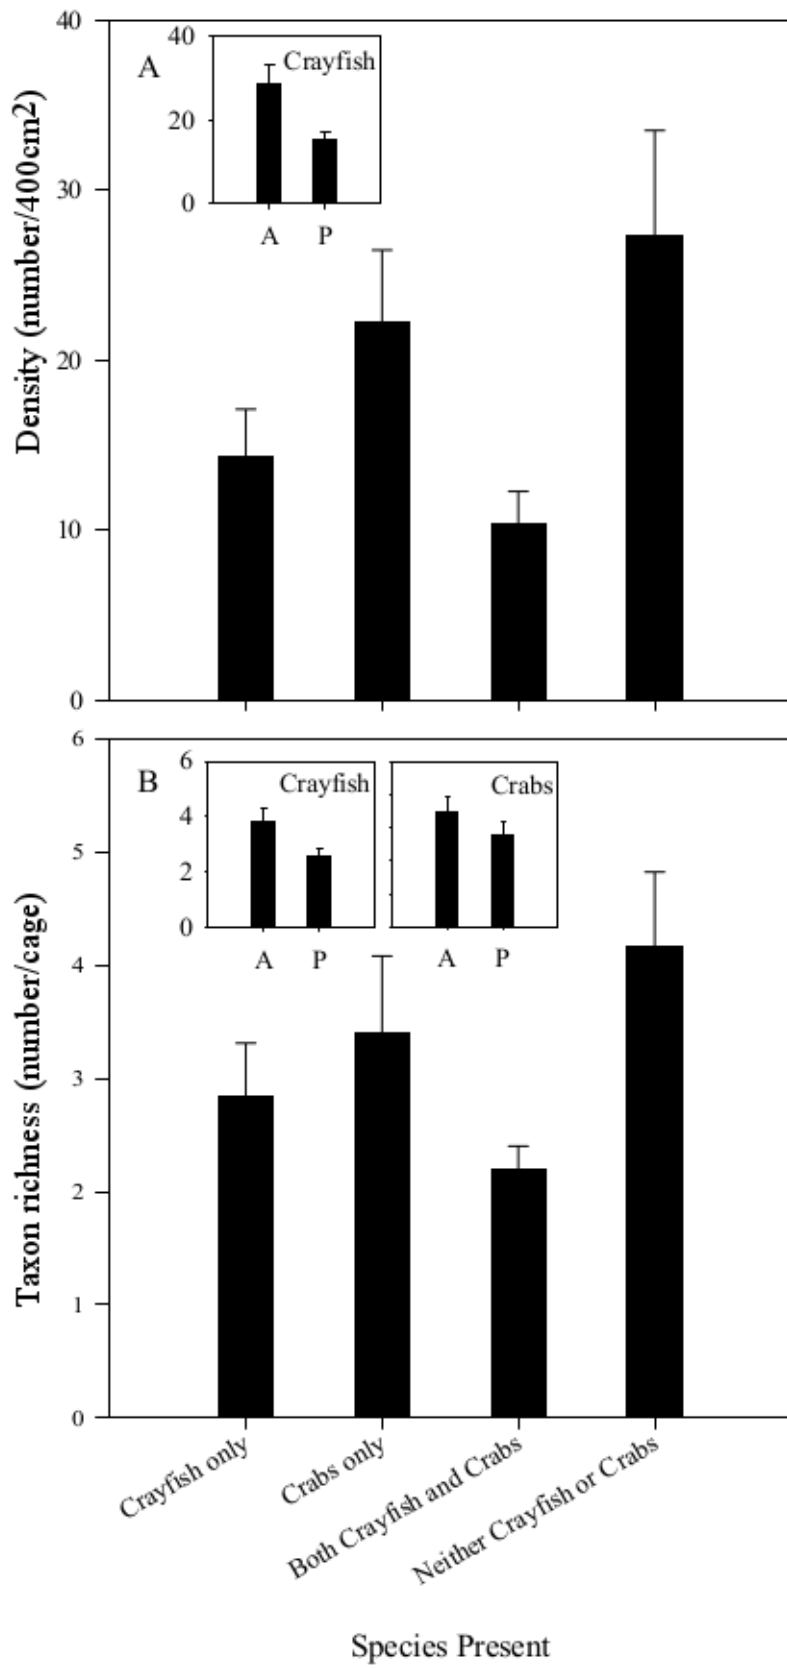 40
30
20
10
0
Density (number/400cm2)
A
40
20
0
Crayfish
A P
6
5
4
3
2
1
0
Taxon richness (number/cage)
B
6
4
2
0
Crayfish
A P
Crabs
A P
Crayfish only
Crabs only
Both Crayfish and Crabs
Neither Crayfish or Crabs
Species Present